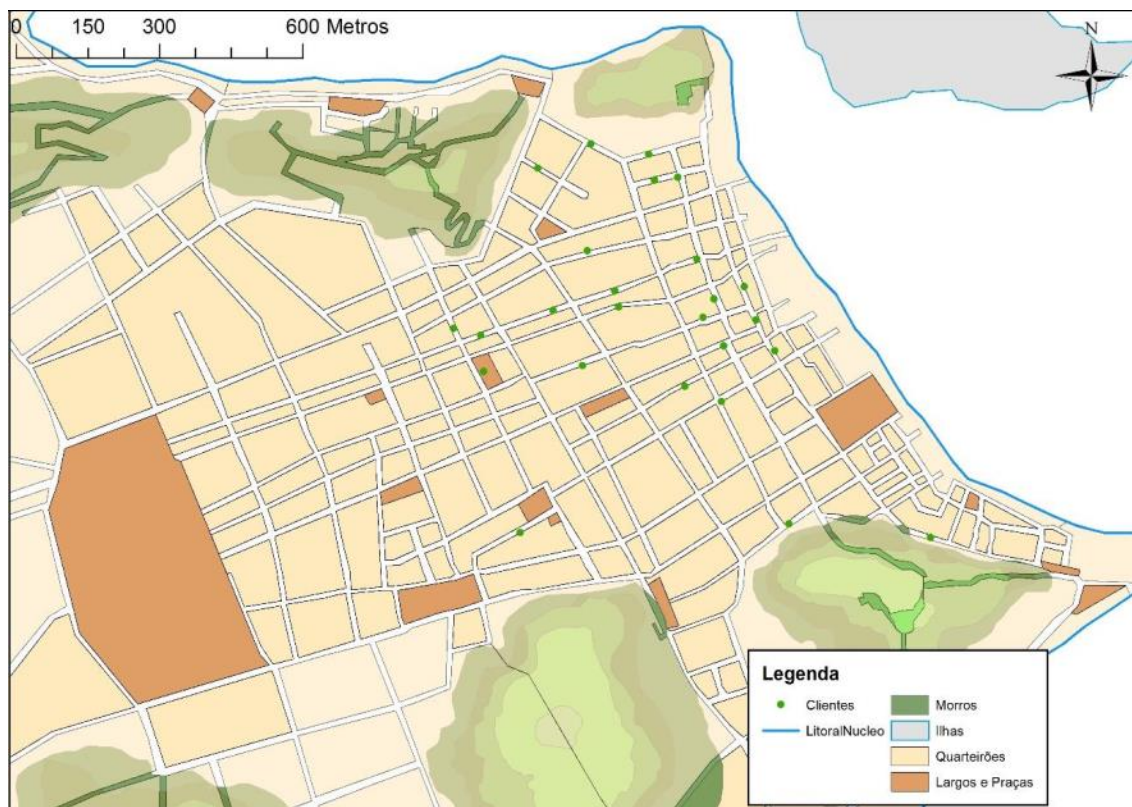 0 150 300 600 Metros
N
Legenda
Clientes
LitoralNucleo
Morros
Ilhas
Quarteirões
Largos e Praças